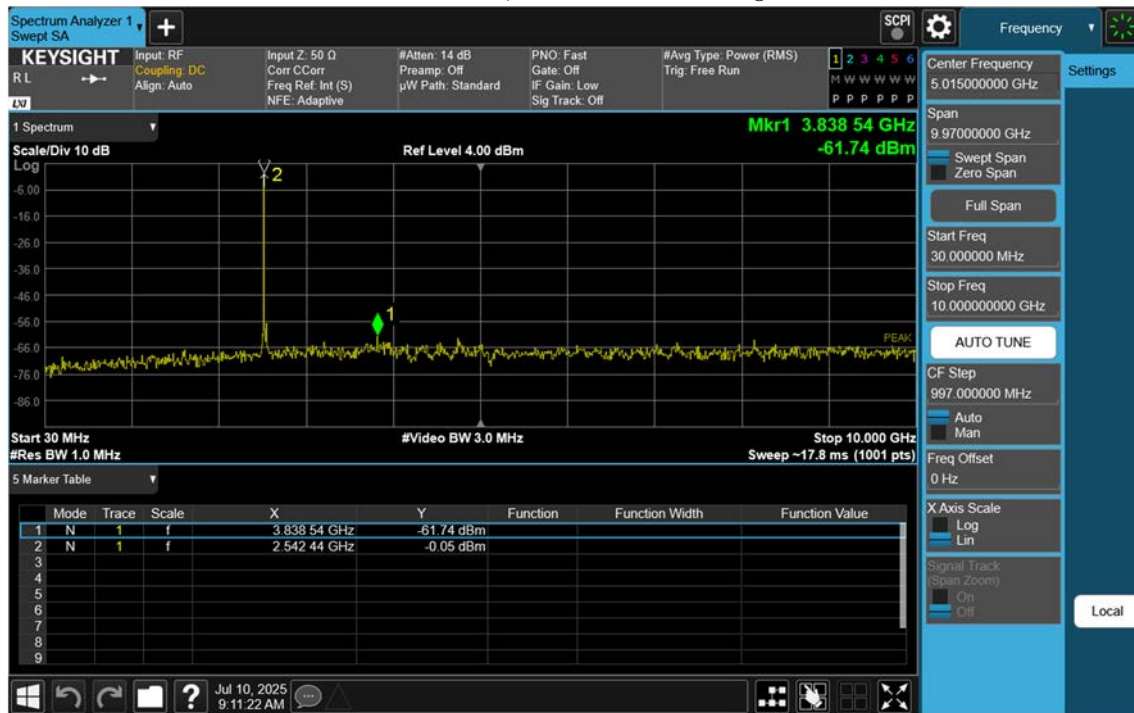 Spectrum Analyzer 1
Swept SA
SCPI
Frequency
KEYSIGHT
R L
LXI
Input: RF
Coupling: DC
Align: Auto
Input Z: 50 Ω
Corr CCorr
Freq Ref: Int (S)
NFE: Adaptive
#Atten: 14 dB
Preamp: Off
µW Path: Standard
PNO: Fast
Gate: Off
IF Gain: Low
Sig Track: Off
#Avg Type: Power (RMS)
Trig: Free Run
1 2 3 4 5 6
M W W W W W
P P P P P P
1 Spectrum
Scale/Div 10 dB
Ref Level 4.00 dBm
Mkr1 3.838 54 GHz
-61.74 dBm
Log
2
-6.00
-16.0
-26.0
-36.0
-46.0
1
-56.0
PEAK
-66.0
-76.0
-86.0
Start 30 MHz
#Video BW 3.0 MHz
Stop 10.000 GHz
#Res BW 1.0 MHz
Sweep ~17.8 ms (1001 pts)
5 Marker Table
Mode Trace Scale X Y Function Function Width Function Value
1 N 1 f 3.838 54 GHz -61.74 dBm
2 N 1 f 2.542 44 GHz -0.05 dBm
3
4
5
6
7
8
9
?
Jul 10, 2025
9:11:22 AM
Center Frequency
5.015000000 GHz
Settings
Span
9.97000000 GHz
Swept Span
Zero Span
Full Span
Start Freq
30.000000 MHz
Stop Freq
10.000000000 GHz
AUTO TUNE
CF Step
997.000000 MHz
Auto
Man
Freq Offset
0 Hz
X Axis Scale
Log
Lin
Signal Track
(Span Zoom)
On
Off
Local